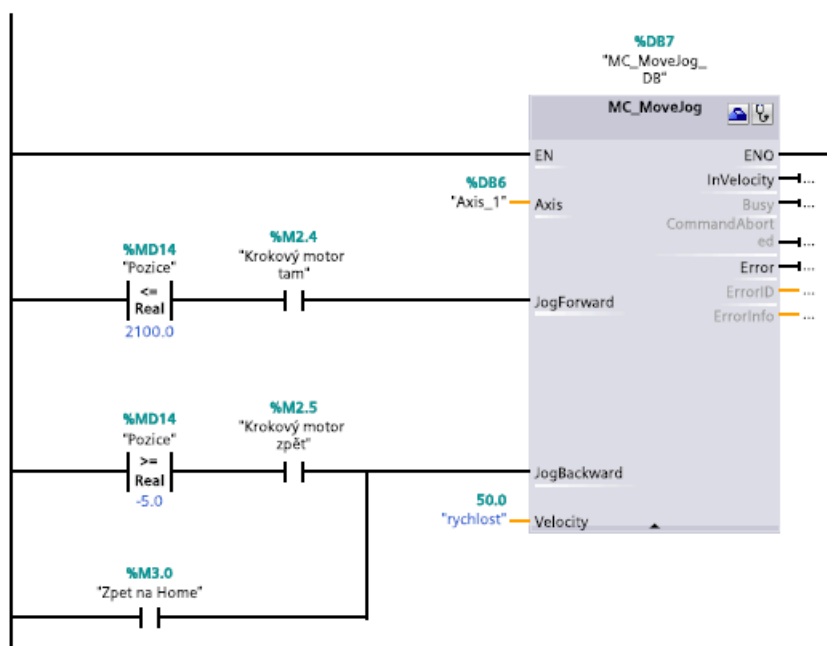 %DB7
"MC_MoveJog_
DB"
MC_MoveJog
EN
ENO
%DB6
"Axis_1"
Axis
InVelocity
Busy
CommandAbort
ed
Error
ErrorID
ErrorInfo
...
...
...
...
...
...
%MD14
"Pozice"
<=
Real
2100.0
%M2.4
"Krokový motor
tam"
JogForward
%MD14
"Pozice"
>=
Real
-5.0
%M2.5
"Krokový motor
zpět"
JogBackward
50.0
"rychlost"
Velocity
%M3.0
"Zpet na Home"